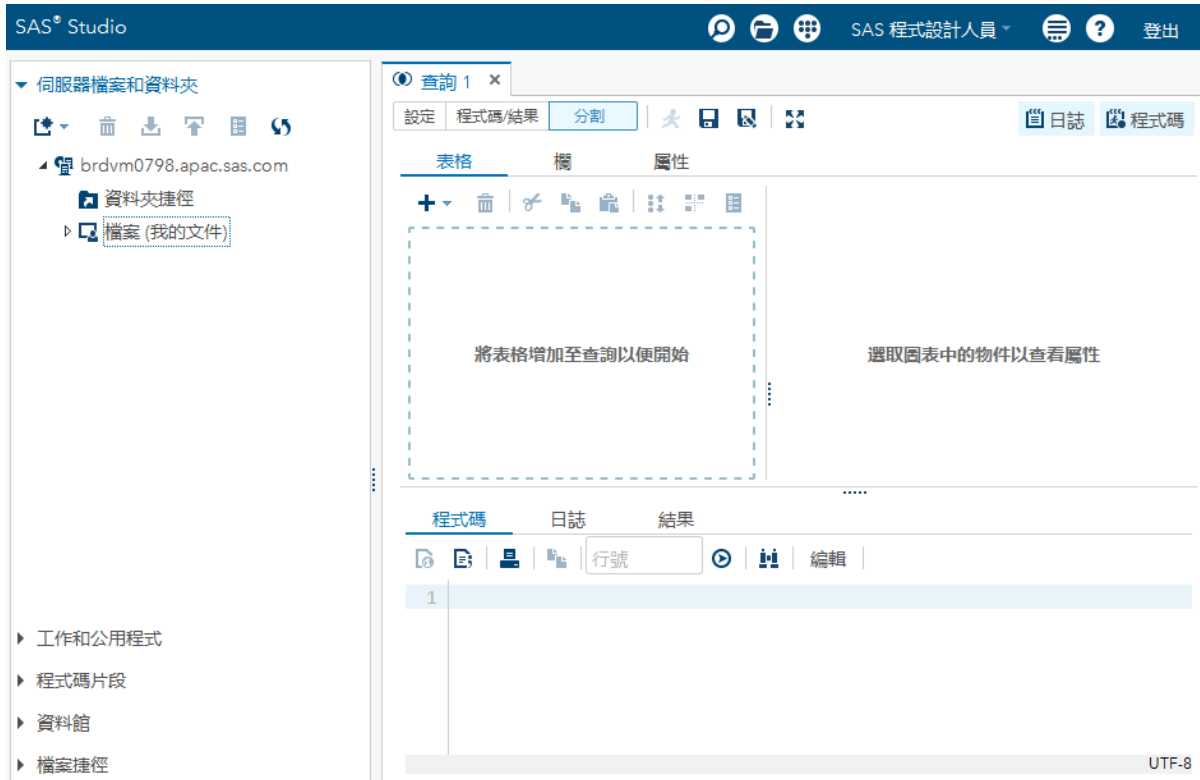 SAS® Studio
SAS 程式設計人員
登出
伺服器檔案和資料夾
brdvm0798.apac.sas.com
資料夾捷徑
檔案 (我的文件)
工作和公用程式
程式碼片段
資料館
檔案捷徑
查詢 1
設定 程式碼/結果 分割
日誌 程式碼
表格 欄 屬性
將表格增加至查詢以便開始
選取圖表中的物件以查看屬性
程式碼 日誌 結果
行號 編輯
1
UTF-8